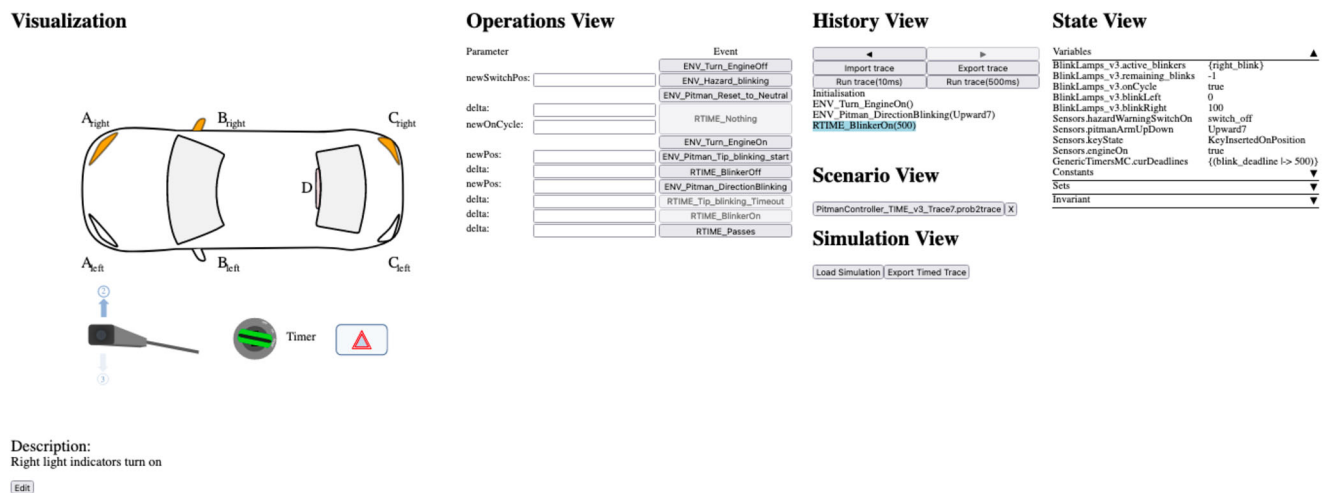 Visualization
A right
B right
C right
D
A left
B left
C left
2
Timer
3
Description:
Right light indicators turn on
Edit
Operations View
Parameter Event
ENV_Turn_EngineOff
newSwitchPos: ENV_Hazard_blinking
ENV_Pitman_Reset_to_Neutral
delta:
RTIME_Nothing
newOnCycle:
ENV_Turn_EngineOn
newPos: ENV_Pitman_Tip_blinking_start
delta: RTIME_BlinkerOff
newPos: ENV_Pitman_DirectionBlinking
delta: RTIME_Tip_blinking_Timeout
delta: RTIME_BlinkerOn
delta: RTIME_Passes
History View
◀ ▶
Import trace Export trace
Run trace(10ms) Run trace(500ms)
Initialisation
ENV_Turn_EngineOn()
ENV_Pitman_DirectionBlinking(Upward7)
RTIME_BlinkerOn(500)
Scenario View
PitmanController_TIME_v3_Trace7.prob2trace X
Simulation View
Load Simulation Export Timed Trace
State View
Variables ▲
BlinkLamps_v3.active_blinkers {right_blink}
BlinkLamps_v3.remaining_blinks -1
BlinkLamps_v3.onCycle true
BlinkLamps_v3.blinkLeft 0
BlinkLamps_v3.blinkRight 100
Sensors.hazardWarningSwitchOn switch_off
Sensors.pitmanArmUpDown Upward7
Sensors.keyState KeyInsertedOnPosition
Sensors.engineOn true
GenericTimersMC.curDeadlines {(blink_deadline |-> 500)}
Constants ▼
Sets ▼
Invariant ▼